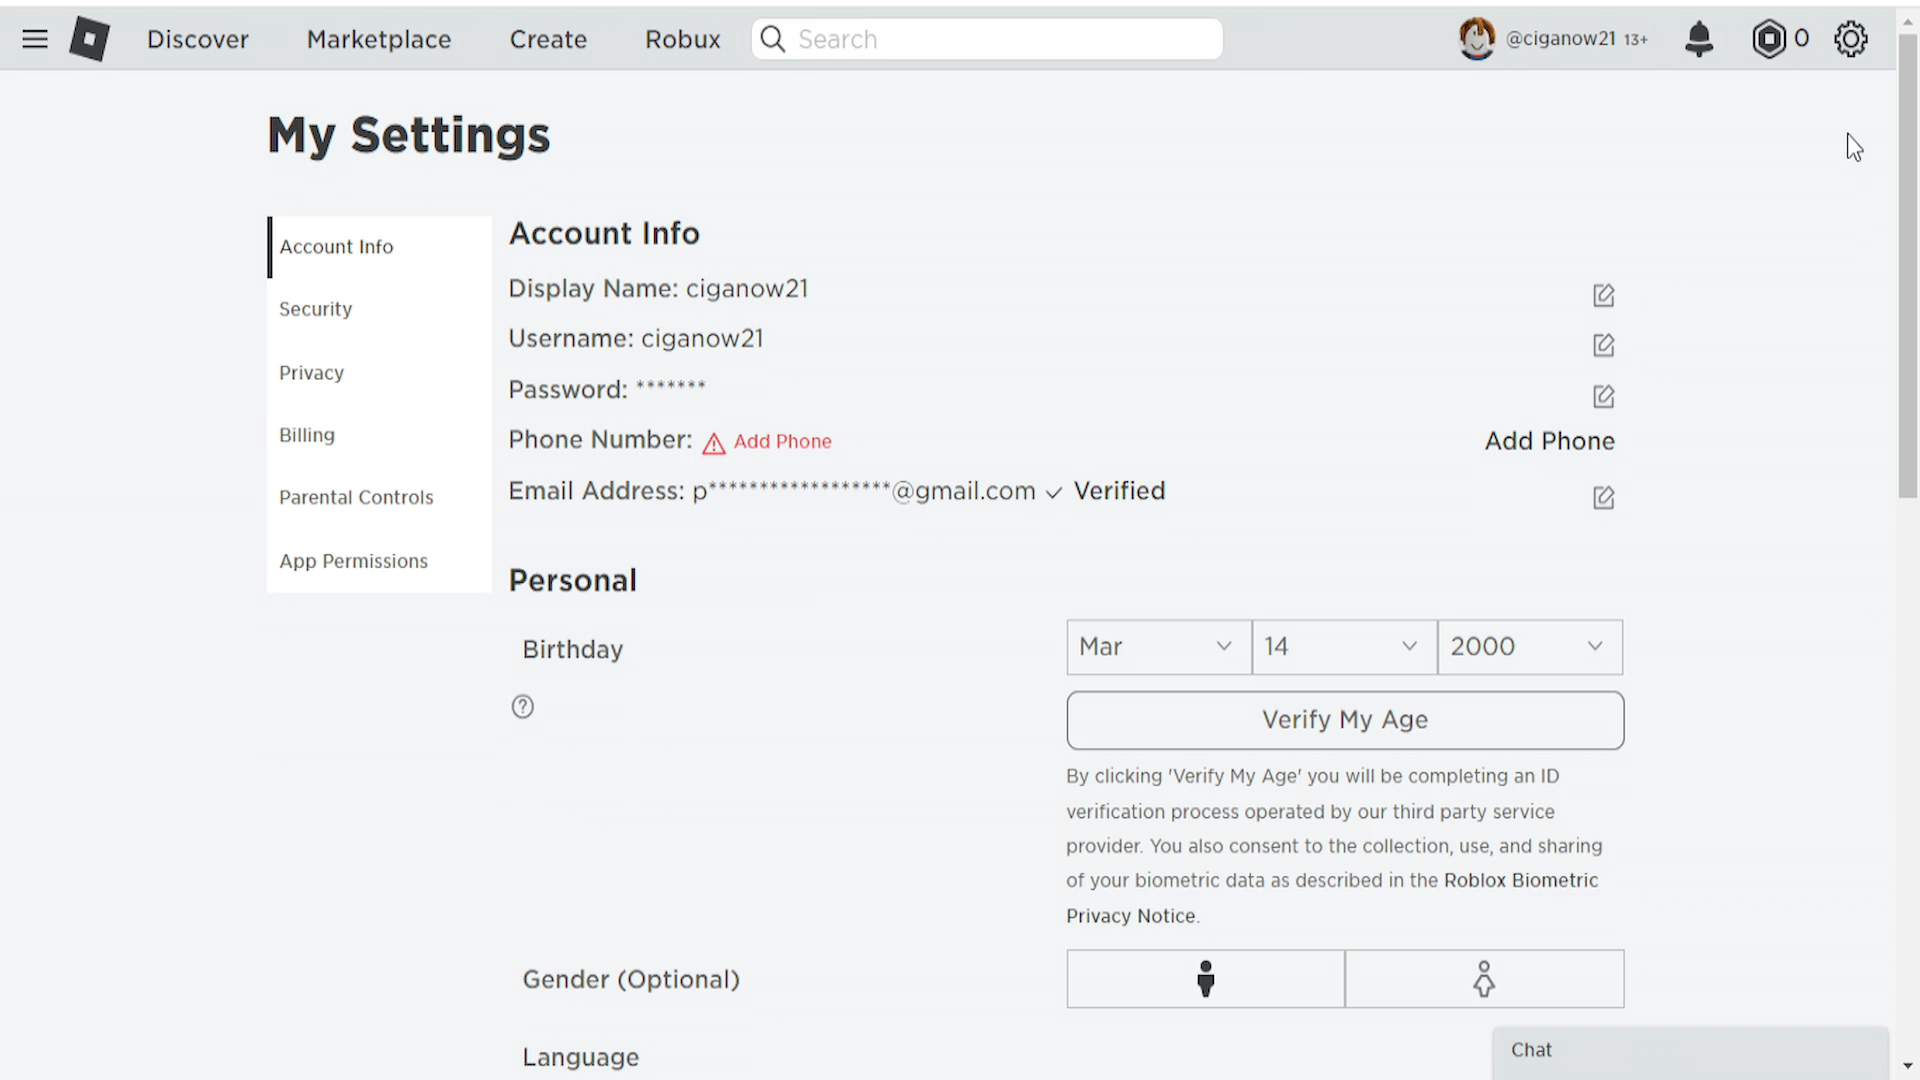 Discover Marketplace Create Robux Search @ciganow21 13+ 0
My Settings
Account Info
Security
Privacy
Billing
Parental Controls
App Permissions
Account Info
Display Name: ciganow21
Username: ciganow21
Password: *******
Phone Number: Add Phone Add Phone
Email Address: p******************@gmail.com Verified
Personal
Birthday Mar 14 2000
Verify My Age
By clicking 'Verify My Age' you will be completing an ID
verification process operated by our third party service
provider. You also consent to the collection, use, and sharing
of your biometric data as described in the Roblox Biometric
Privacy Notice.
Gender (Optional)
Language
Chat